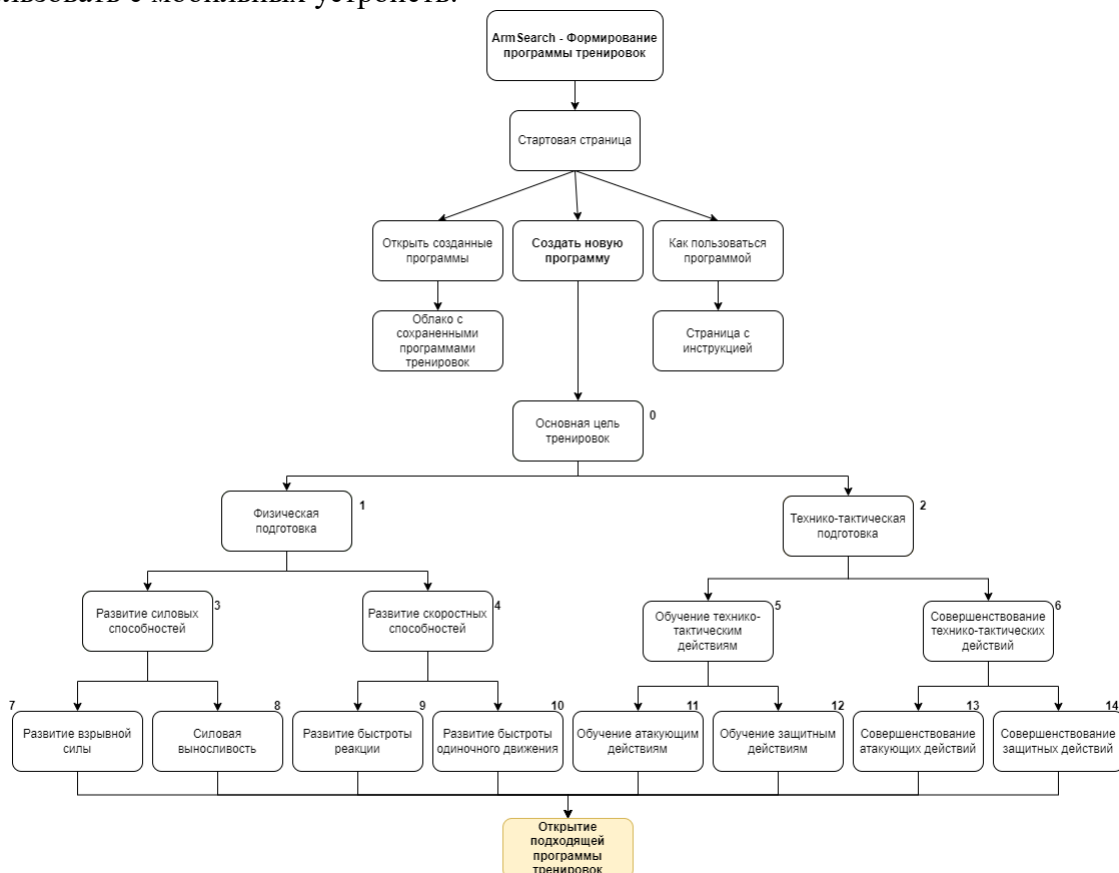 льзовать с мобильных устройств.
ArmSearch - Формирование
программы тренировок
Стартовая страница
Открыть созданные
программы
Создать новую
программу
Как пользоваться
программой
Облако с
сохраненными
программами
тренировок
Страница с
инструкцией
Основная цель
тренировок
0
Физическая
подготовка
1
Технико-тактическая
подготовка
2
Развитие силовых
способностей
3
Развитие скоростных
способностей
4
Обучение технико-
тактическим
действиям
5
Совершенствование
технико-тактических
действий
6
7
Развитие взрывной
силы
8
Силовая
выносливость
9
Развитие быстроты
реакции
10
Развитие быстроты
одиночного движения
11
Обучение атакующим
действиям
12
Обучение защитным
действиям
13
Совершенствование
атакующих действий
14
Совершенствование
защитных действий
Открытие
подходящей
программы
тренировок